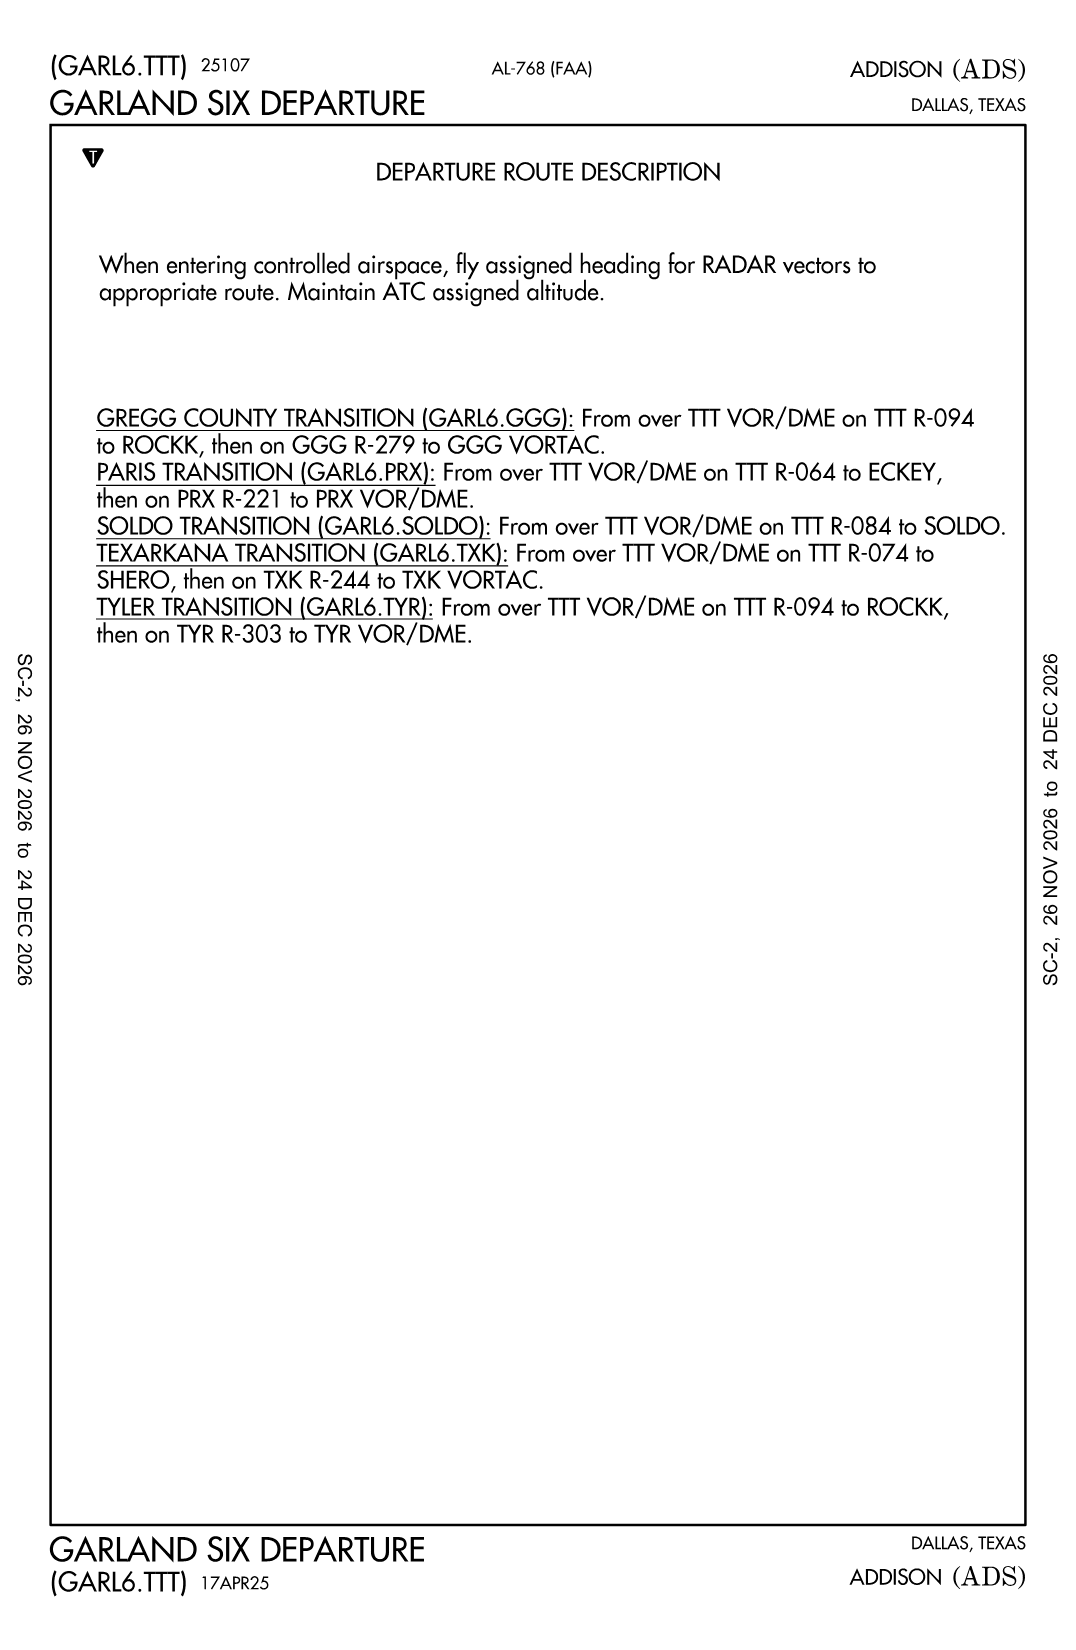 (GARL6.TTT) 25107
AL-768 (FAA)
ADDISON (ADS)
GARLAND SIX DEPARTURE
DALLAS, TEXAS
T
DEPARTURE ROUTE DESCRIPTION
When entering controlled airspace, fly assigned heading for RADAR vectors to
appropriate route. Maintain ATC assigned altitude.
GREGG COUNTY TRANSITION (GARL6.GGG): From over TTT VOR/DME on TTT R-094
to ROCKK, then on GGG R-279 to GGG VORTAC.
PARIS TRANSITION (GARL6.PRX): From over TTT VOR/DME on TTT R-064 to ECKEY,
then on PRX R-221 to PRX VOR/DME.
SOLDO TRANSITION (GARL6.SOLDO): From over TTT VOR/DME on TTT R-084 to SOLDO.
TEXARKANA TRANSITION (GARL6.TXK): From over TTT VOR/DME on TTT R-074 to
SHERO, then on TXK R-244 to TXK VORTAC.
TYLER TRANSITION (GARL6.TYR): From over TTT VOR/DME on TTT R-094 to ROCKK,
then on TYR R-303 to TYR VOR/DME.
SC-2, 26 NOV 2026 to 24 DEC 2026
SC-2, 26 NOV 2026 to 24 DEC 2026
GARLAND SIX DEPARTURE
DALLAS, TEXAS
(GARL6.TTT) 17APR25
ADDISON (ADS)